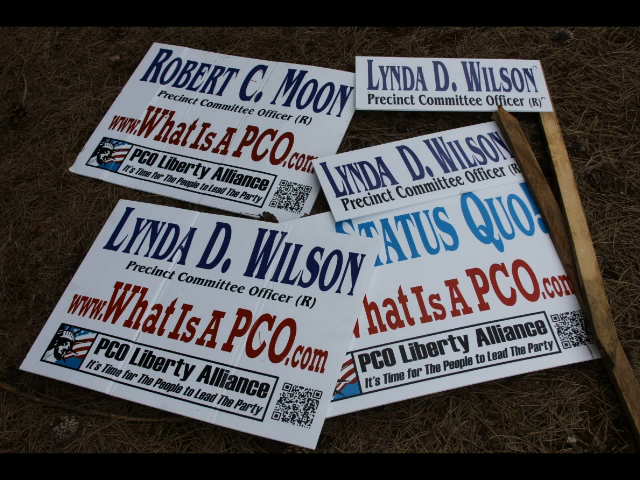 ROBERT C. MOON
Precinct Committee Officer (R)
www.WhatIsAPCO.com
PCO Liberty Alliance
It's Time for The People to Lead The Party
LYNDA D. WILSON
Precinct Committee Officer (R)
LYNDA D. WILSON
Precinct Committee Officer (R)
STATUS QUO!
WhatIsAPCO.com
PCO Liberty Alliance
It's Time for The People to Lead The Party
LYNDA D. WILSON
Precinct Committee Officer (R)
www.WhatIsAPCO.com
PCO Liberty Alliance
It's Time for The People to Lead The Party